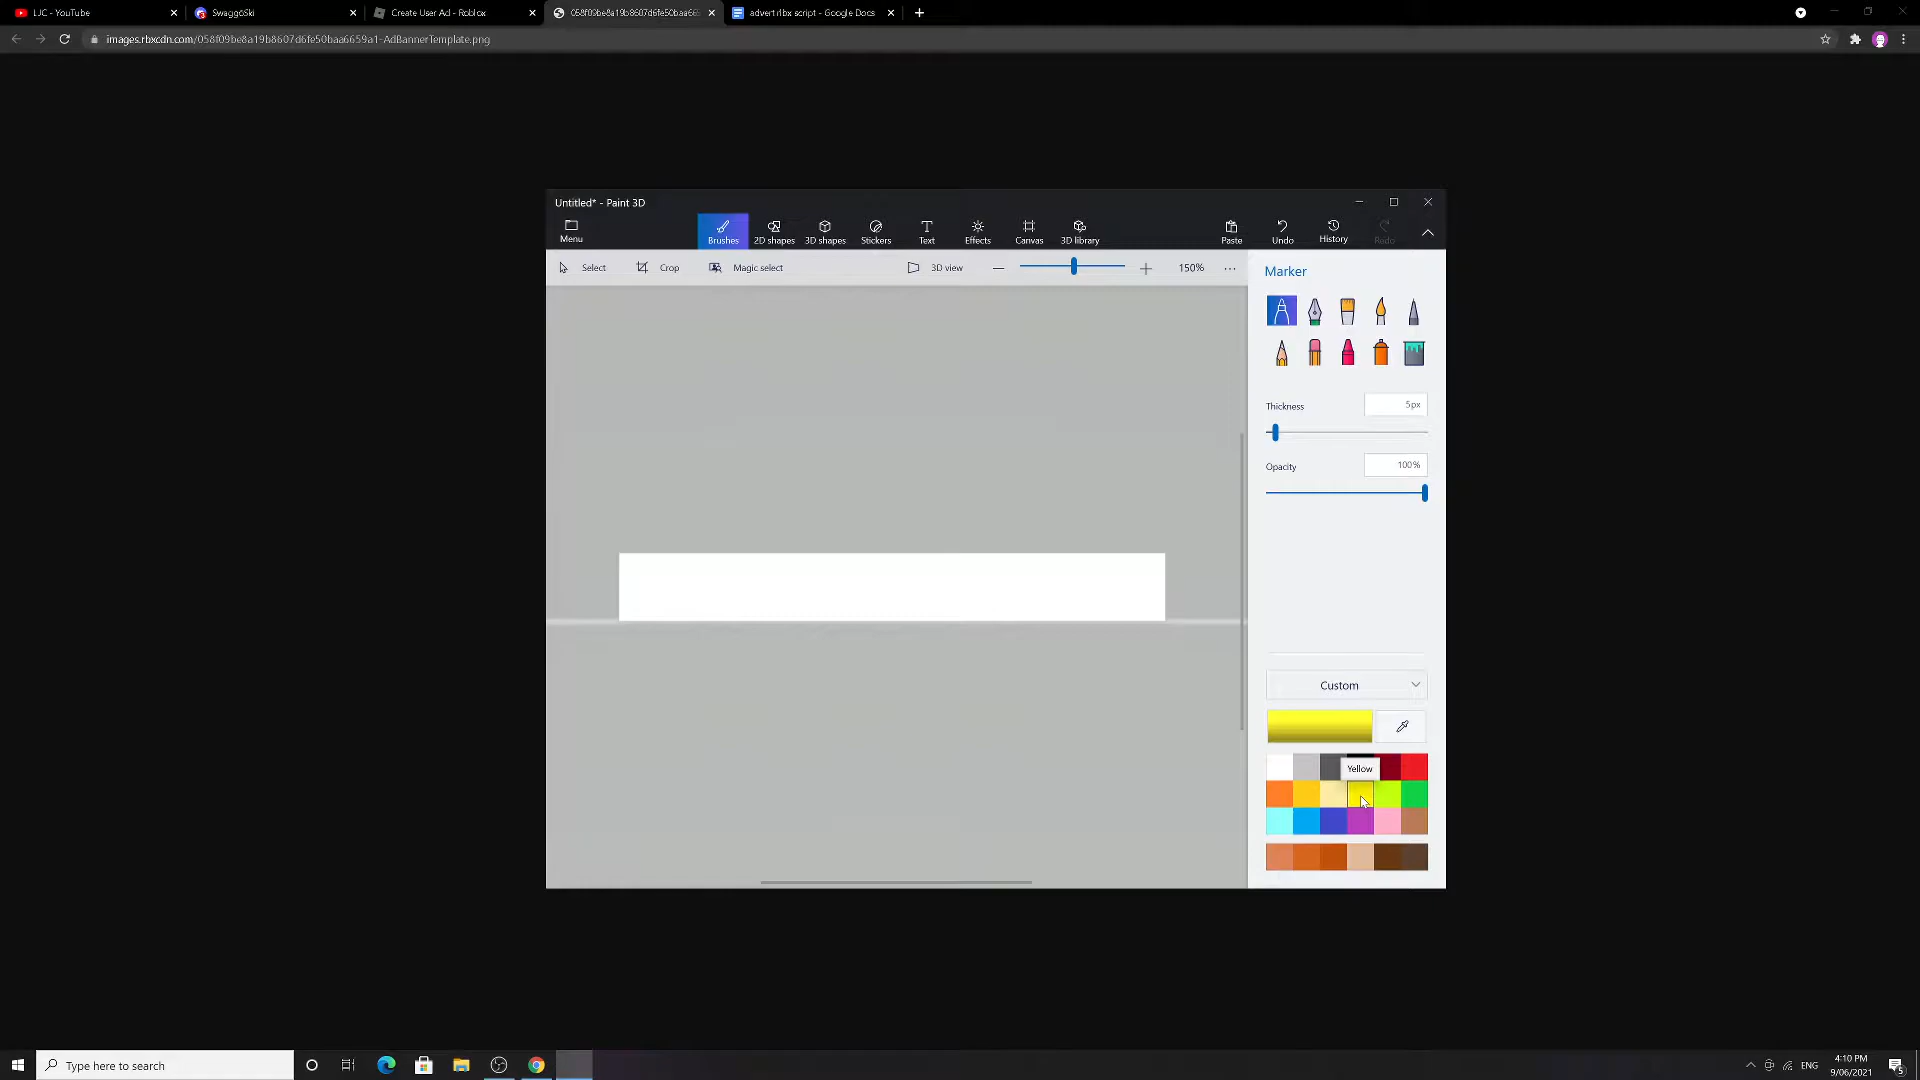 LJC - YouTube
SwaggöSki
Create User Ad - Roblox
advert rlbx script - Google Docs
images.rbxcdn.com/058f09be8a19b8607d6fe50baa6659a1-AdBannerTemplate.png
Untitled* - Paint 3D
Menu
Brushes
2D shapes
3D shapes
Stickers
Text
Effects
Canvas
3D library
Paste
Undo
History
Redo
Select
Crop
Magic select
3D view
150%
Marker
Thickness
5px
Opacity
100%
Custom
Yellow
Type here to search
ENG
4:10 PM
9/06/2021